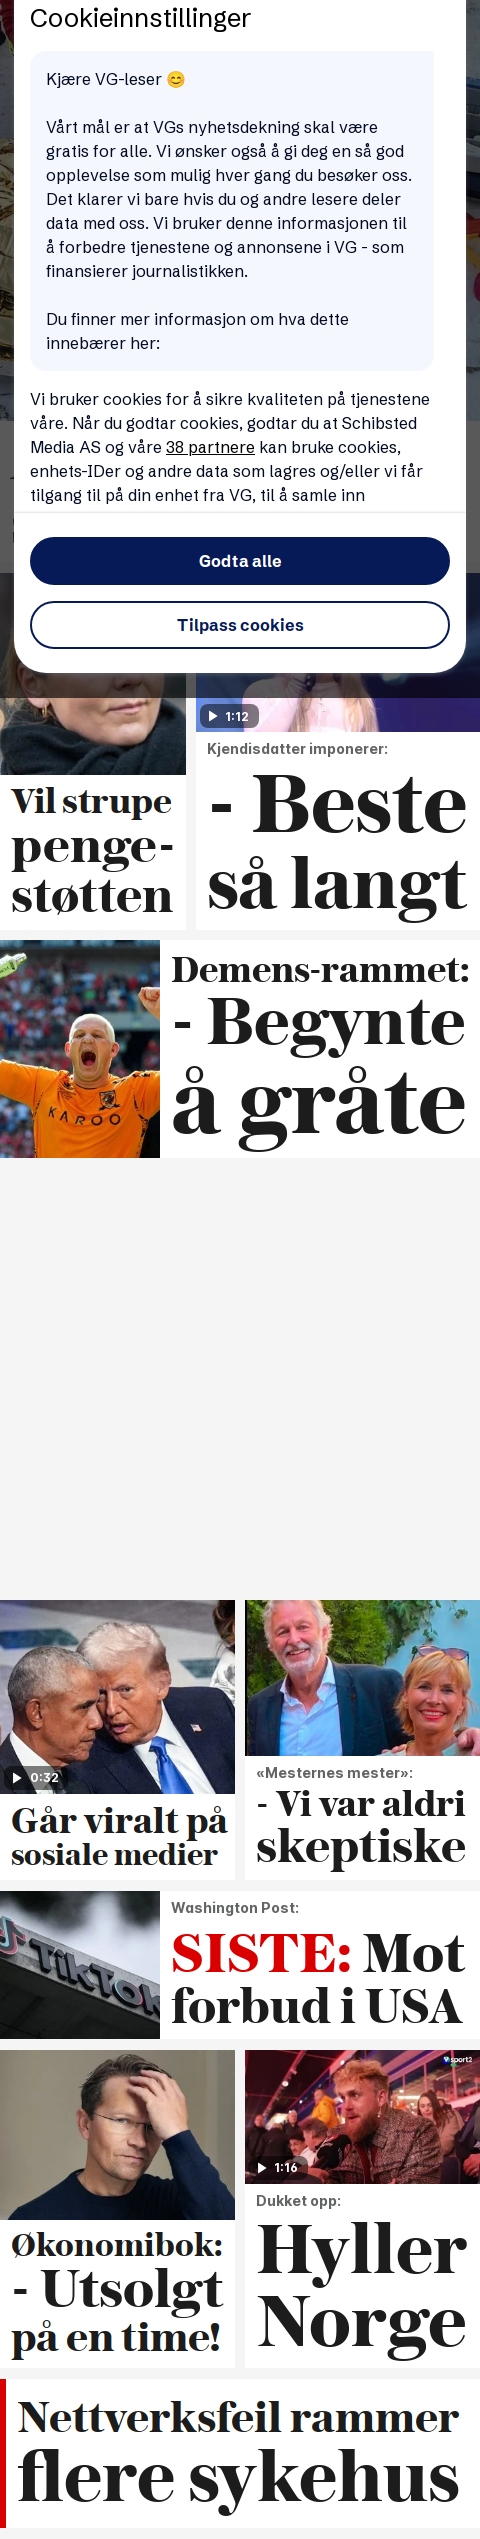 Cookieinnstillinger
Kjære VG-leser 😊
Vårt mål er at VGs nyhetsdekning skal være
gratis for alle. Vi ønsker også å gi deg en så god
opplevelse som mulig hver gang du besøker oss.
Det klarer vi bare hvis du og andre lesere deler
data med oss. Vi bruker denne informasjonen til
å forbedre tjenestene og annonsene i VG - som
finansierer journalistikken.
Du finner mer informasjon om hva dette
innebærer her:
Vi bruker cookies for å sikre kvaliteten på tjenestene
våre. Når du godtar cookies, godtar du at Schibsted
Media AS og våre 38 partnere kan bruke cookies,
enhets-IDer og andre data som lagres og/eller vi får
tilgang til på din enhet fra VG, til å samle inn
Godta alle
Tilpass cookies
1:12
Vil strupe
penge-
støtten
Kjendisdatter imponerer:
- Beste
så langt
KAROO
Demens-rammet:
- Begynte
å gråte
0:32
Går viralt på
sosiale medier
«Mesternes mester»:
- Vi var aldri
skeptiske
TikTok
Washington Post:
SISTE: Mot
forbud i USA
Økonomibok:
- Utsolgt
på en time!
V sport2
1:16
Dukket opp:
Hyller
Norge
Nettverksfeil rammer
flere sykehus